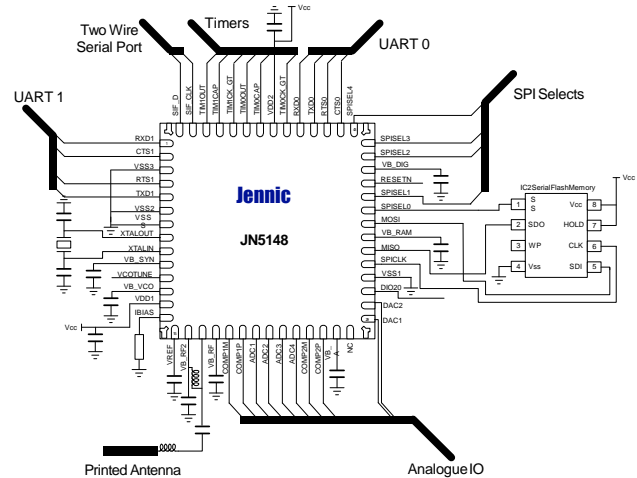 Two Wire
Serial Port
Timers
Vcc
UART 0
UART 1
SPI Selects
SIF_D
SIF_CLK
TIM1OUT
TIM1CAP
TIM1CK_GT
TIM0OUT
TIM0CAP
VDD2
TIM0CK_GT
RXD0
TXD0
RTS0
CTS0
SPISEL4
RXD1
CTS1
VSS3
RTS1
TXD1
VSS2
VSS
S
XTALOUT
XTALIN
VB_SYN
VCOTUNE
VB_VCO
VDD1
Vcc
IBIAS
Jennic
JN5148
SPISEL3
SPISEL2
VB_DIG
RESETN
SPISEL1
SPISEL0
MOSI
VB_RAM
MISO
SPICLK
VSS1
DIO20
DAC2
DAC1
IC2SerialFlashMemory
Vcc
1
S
S
Vcc
8
2
SDO
HOLD
7
3
WP
CLK
6
4
Vss
SDI
5
VREF
VB_RF2
VB_RF
COMP1M
COMP1P
ADC1
ADC2
ADC3
ADC4
COMP2M
COMP2P
VB_
A
NC
Printed Antenna
Analogue IO